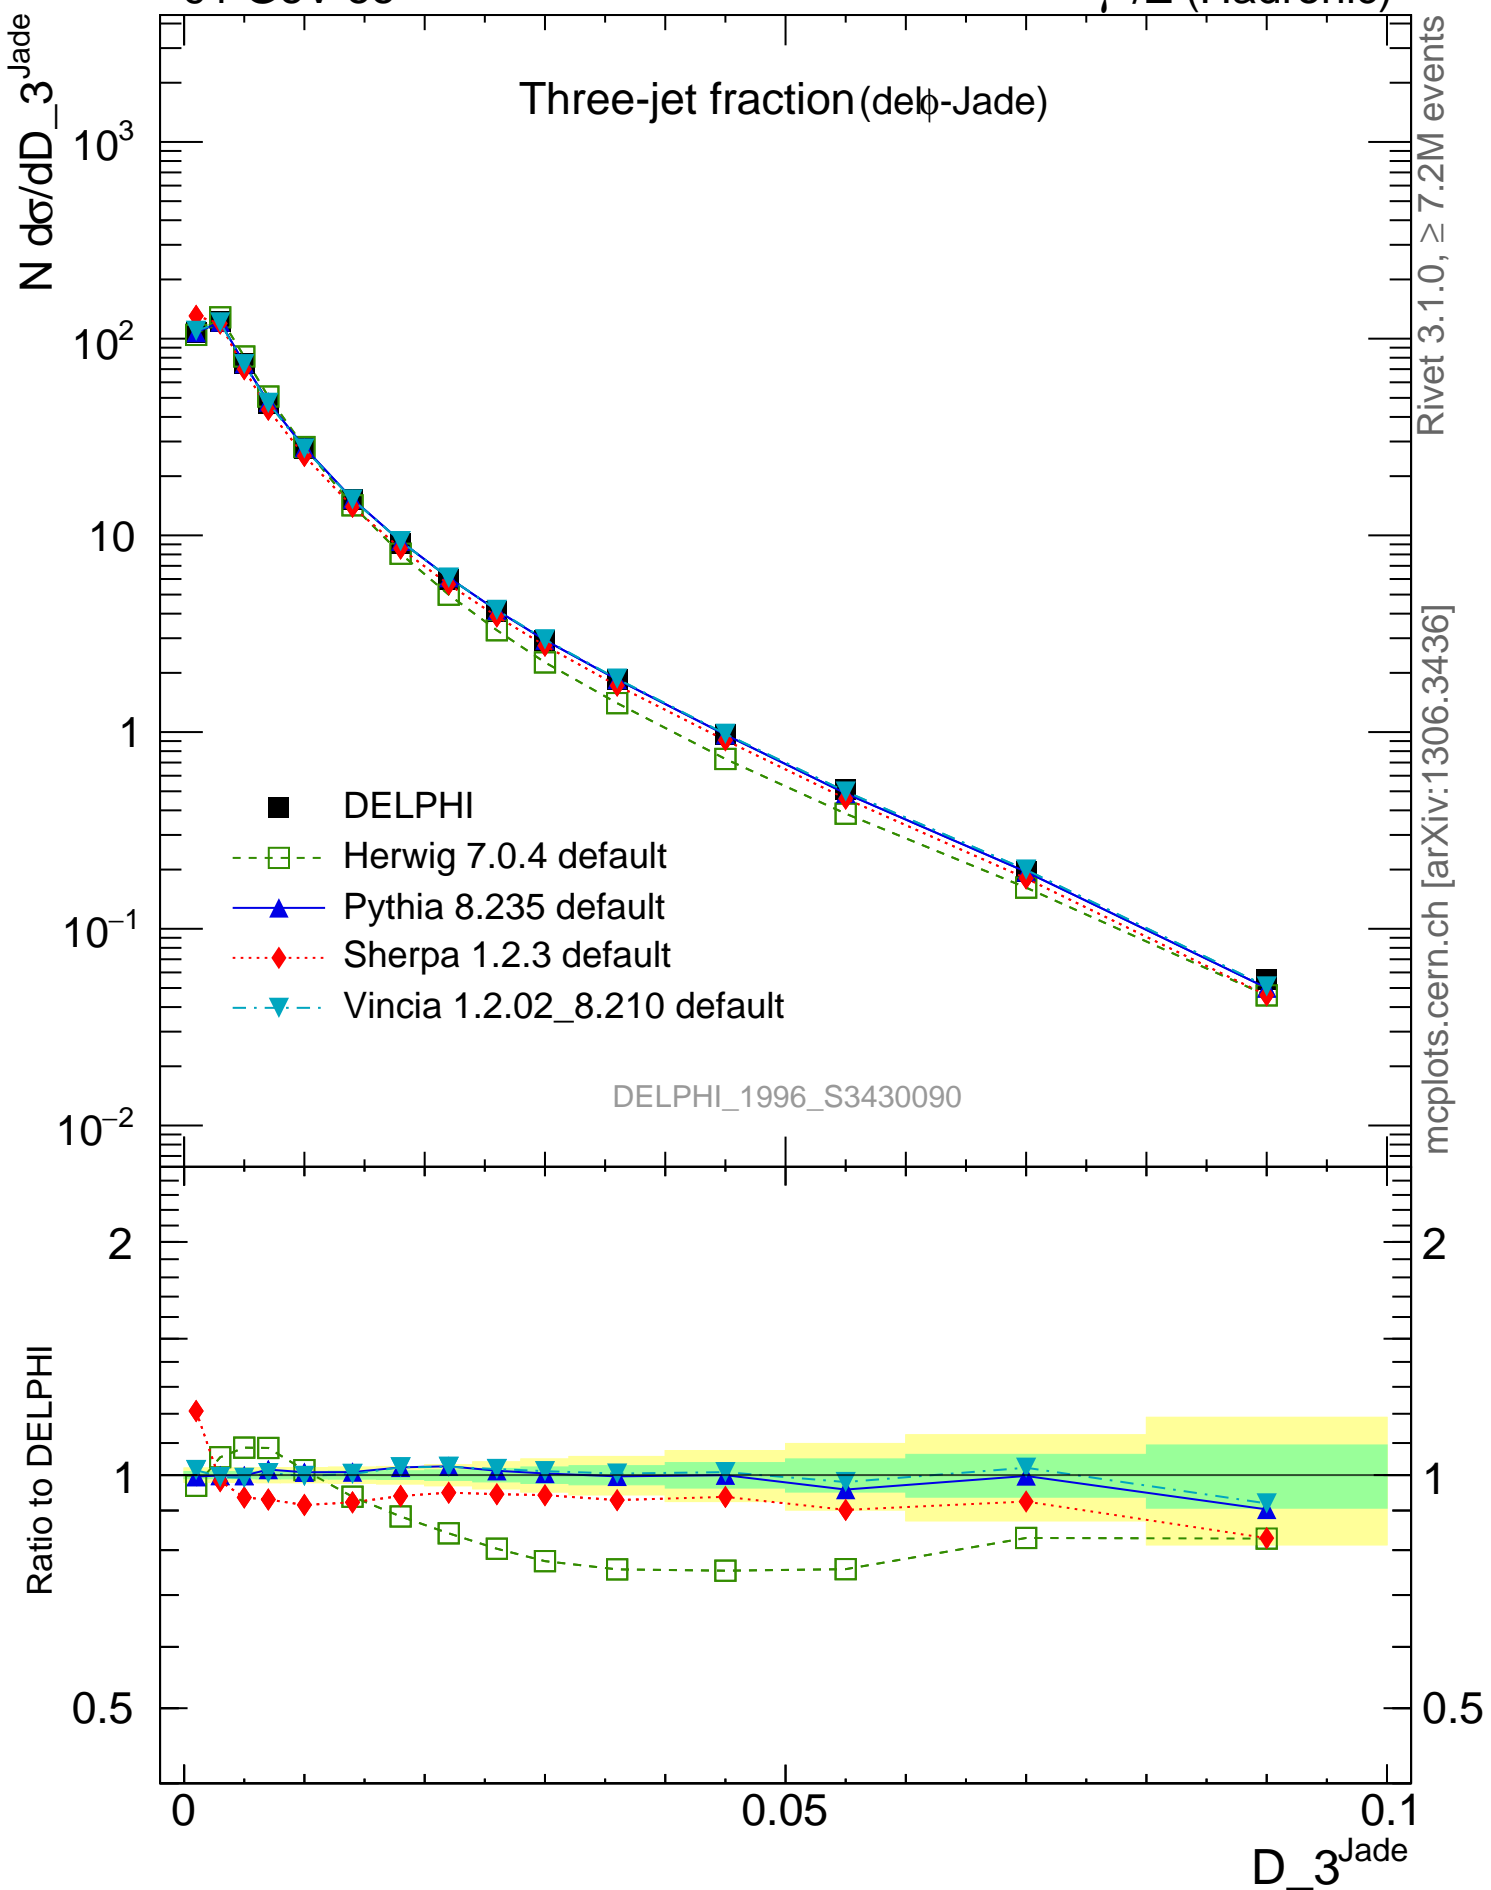 Three-jet fraction (delϕ-Jade)
N dσ/dD_3^Jade
10^3
10^2
10
1
10^−1
10^−2
DELPHI
Herwig 7.0.4 default
Pythia 8.235 default
Sherpa 1.2.3 default
Vincia 1.2.02_8.210 default
DELPHI_1996_S3430090
Rivet 3.1.0, ≥ 7.2M events
mcplots.cern.ch [arXiv:1306.3436]
Ratio to DELPHI
2
1
0.5
2
1
0.5
0
0.05
0.1
D_3^Jade